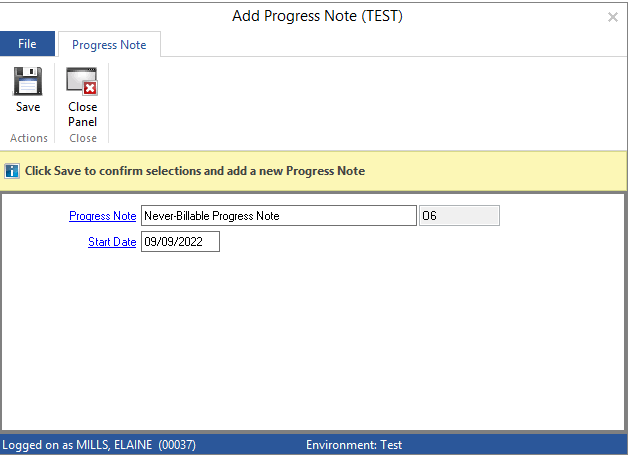 Add Progress Note (TEST)
File Progress Note
Save Close Panel
Actions Close
Click Save to confirm selections and add a new Progress Note
Progress Note Never-Billable Progress Note O6
Start Date 09/09/2022
Logged on as MILLS, ELAINE (00037) Environment: Test